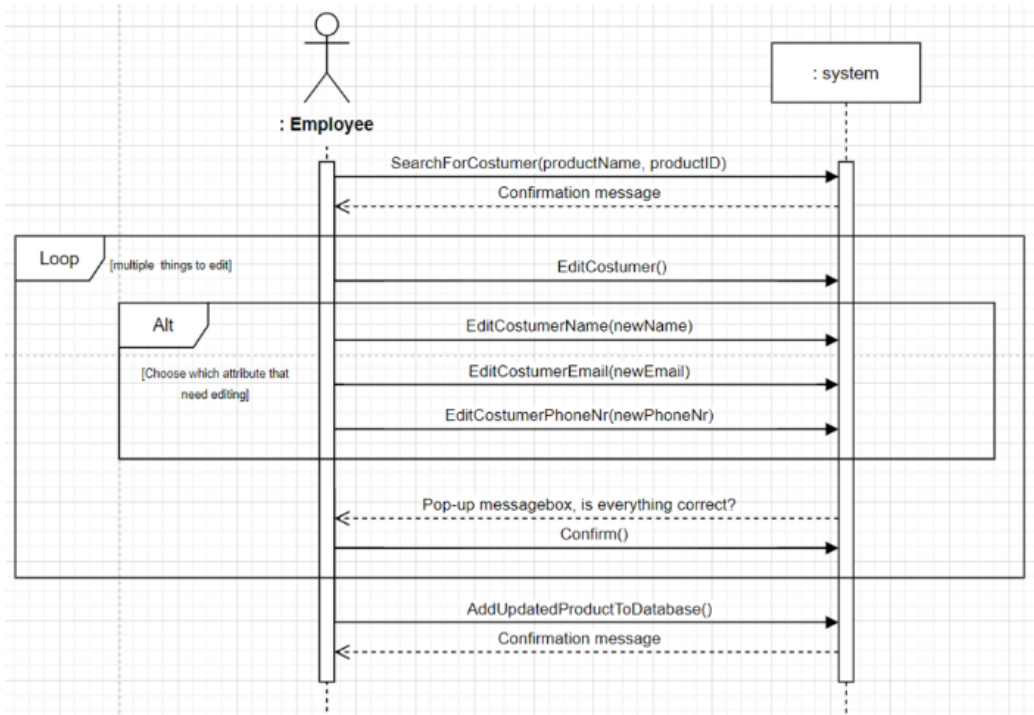 : system
: Employee
SearchForCostumer(productName, productID)
Confirmation message
Loop
[multiple things to edit]
EditCostumer()
Alt
EditCostumerName(newName)
[Choose which attribute that
need editing]
EditCostumerEmail(newEmail)
EditCostumerPhoneNr(newPhoneNr)
Pop-up messagebox, is everything correct?
Confirm()
AddUpdatedProductToDatabase()
Confirmation message